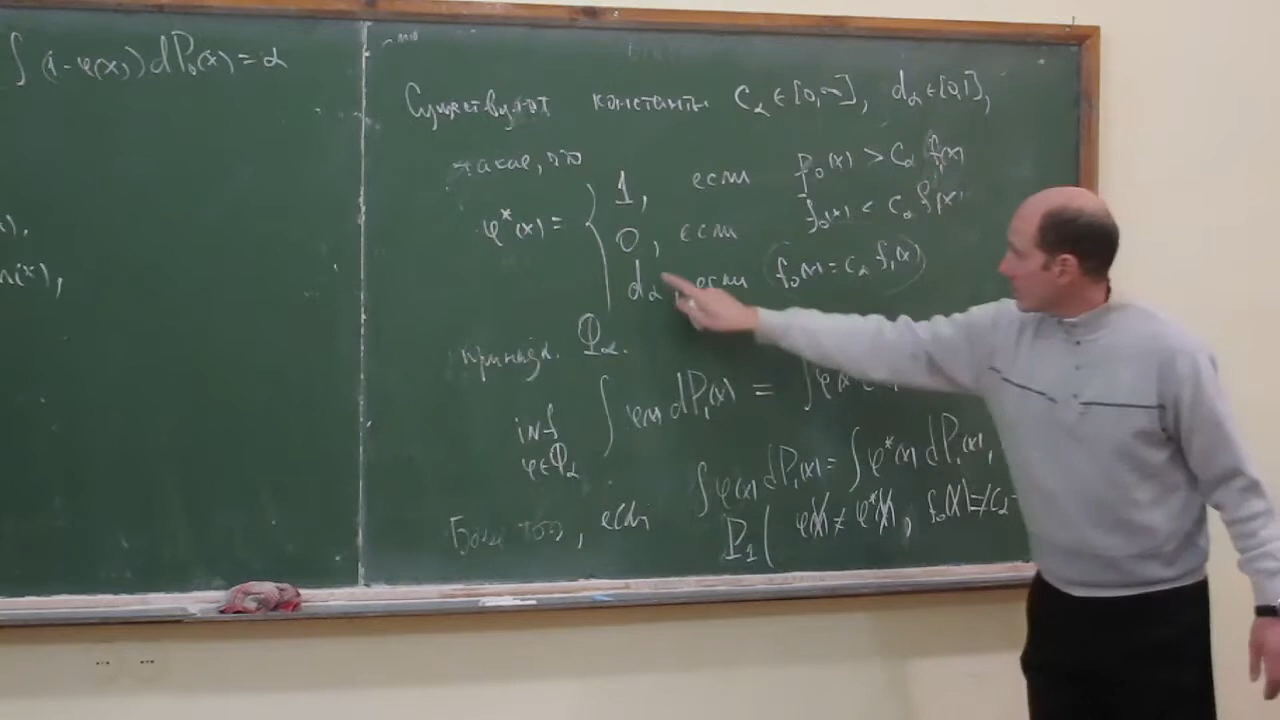 ∫ (1-φ(x)) dP₀(x) = α
Существуют константы c_α ∈ [0,∞], d_α ∈ [0,1],
такие, что
φ*(x) = { 1, если f₀(x) > c_α f₁(x)
0, если f₀(x) < c_α f₁(x)
d_α, если (f₀(x) = c_α f₁(x))
принадл. Φ_α.
inf φ∈Φ_α ∫ φ(x) dP₁(x) = ∫ φ
Более того, если ∫ φ(x) dP₁(x) = ∫ φ*(x) dP₁(x),
P₁( φ(x) ≠ φ*(x), f₀(x) ≠ c_α